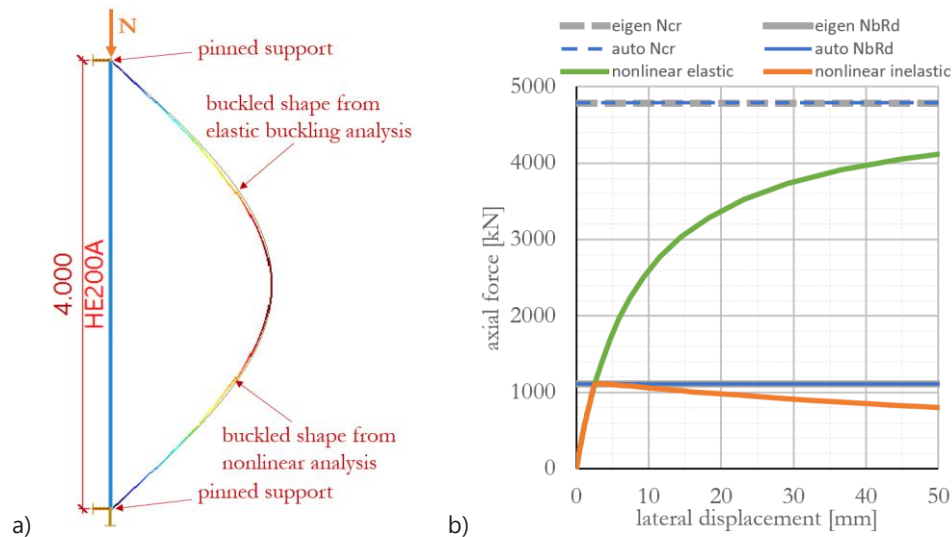 N
pinned support
buckled shape from
elastic buckling analysis
4.000
HE200A
buckled shape from
nonlinear analysis
pinned support
a)
eigen Ncr
eigen NbRd
auto Ncr
auto NbRd
nonlinear elastic
nonlinear inelastic
axial force [kN]
5000
4000
3000
2000
1000
0
0 10 20 30 40 50
lateral displacement [mm]
b)